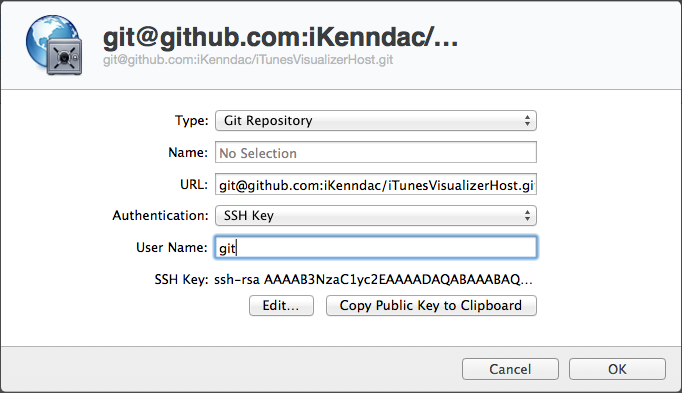 git@github.com:iKenndac/...
git@github.com:iKenndac/iTunesVisualizerHost.git
Type: Git Repository
Name: No Selection
URL: git@github.com:iKenndac/iTunesVisualizerHost.gi
Authentication: SSH Key
User Name: git
SSH Key: ssh-rsa AAAAB3NzaC1yc2EAAAADAQABAAABAQ...
Edit... Copy Public Key to Clipboard
Cancel OK